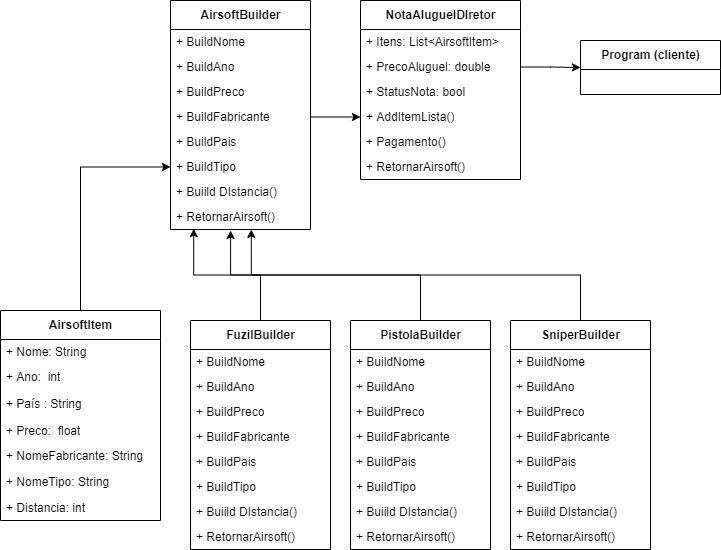 AirsoftBuilder
+ BuildNome
+ BuildAno
+ BuildPreco
+ BuildFabricante
+ BuildPais
+ BuildTipo
+ Buiild DIstancia()
+ RetornarAirsoft()
NotaAluguelDIretor
+ Itens: List<AirsoftItem>
+ PrecoAluguel: double
+ StatusNota: bool
+ AddItemLista()
+ Pagamento()
+ RetornarAirsoft()
Program (cliente)
AirsoftItem
+ Nome: String
+ Ano:  int
+ País : String
+ Preco:  float
+ NomeFabricante: String
+ NomeTipo: String
+ Distancia: int
FuzilBuilder
+ BuildNome
+ BuildAno
+ BuildPreco
+ BuildFabricante
+ BuildPais
+ BuildTipo
+ Buiild DIstancia()
+ RetornarAirsoft()
PistolaBuilder
+ BuildNome
+ BuildAno
+ BuildPreco
+ BuildFabricante
+ BuildPais
+ BuildTipo
+ Buiild DIstancia()
+ RetornarAirsoft()
SniperBuilder
+ BuildNome
+ BuildAno
+ BuildPreco
+ BuildFabricante
+ BuildPais
+ BuildTipo
+ Buiild DIstancia()
+ RetornarAirsoft()